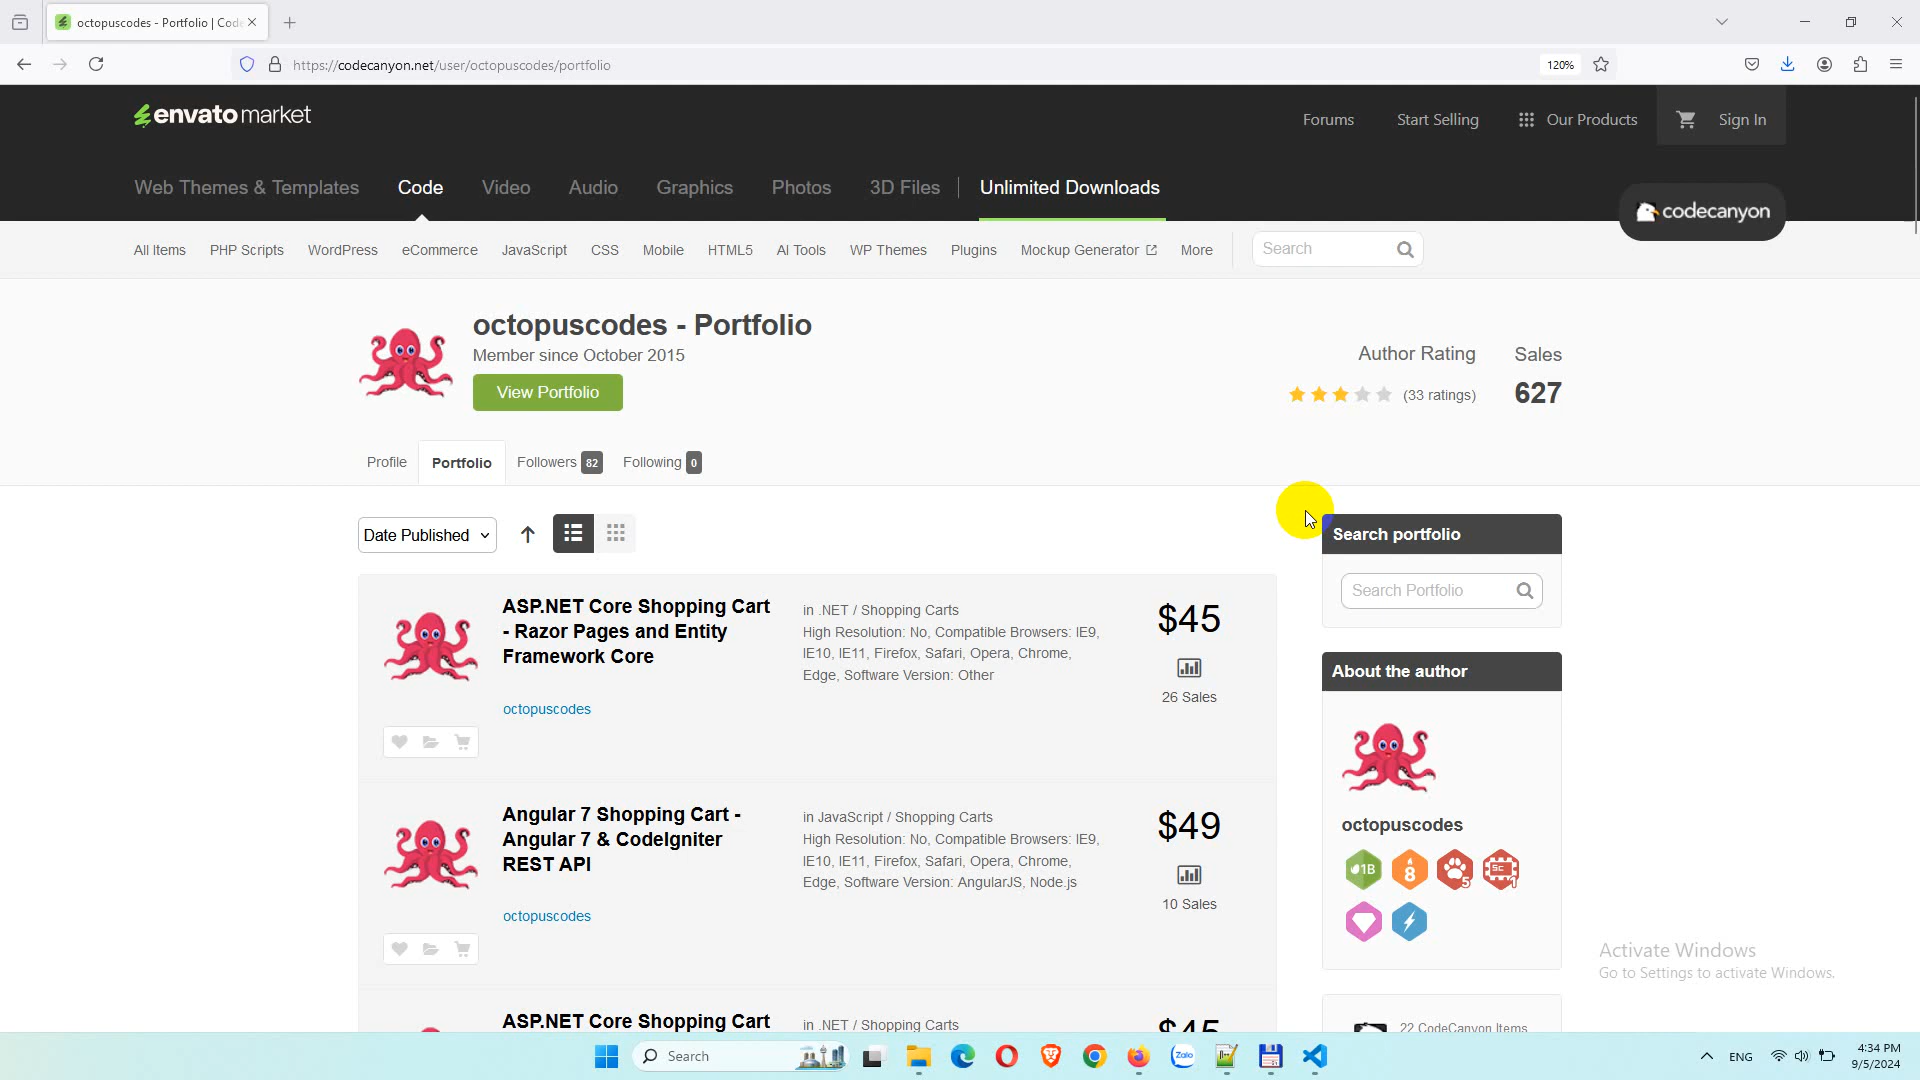 octopuscodes - Portfolio | Code
https://codecanyon.net/user/octopuscodes/portfolio
120%
envato market
Forums
Start Selling
Our Products
Sign In
Web Themes & Templates
Code
Video
Audio
Graphics
Photos
3D Files
Unlimited Downloads
codecanyon
All Items
PHP Scripts
WordPress
eCommerce
JavaScript
CSS
Mobile
HTML5
AI Tools
WP Themes
Plugins
Mockup Generator
More
Search
octopuscodes - Portfolio
Member since October 2015
View Portfolio
Author Rating
(33 ratings)
Sales
627
Profile
Portfolio
Followers 82
Following 0
Date Published
Search portfolio
Search Portfolio
ASP.NET Core Shopping Cart
- Razor Pages and Entity
Framework Core
octopuscodes
in .NET / Shopping Carts
High Resolution: No, Compatible Browsers: IE9,
IE10, IE11, Firefox, Safari, Opera, Chrome,
Edge, Software Version: Other
$45
26 Sales
Angular 7 Shopping Cart -
Angular 7 & CodeIgniter
REST API
octopuscodes
in JavaScript / Shopping Carts
High Resolution: No, Compatible Browsers: IE9,
IE10, IE11, Firefox, Safari, Opera, Chrome,
Edge, Software Version: AngularJS, Node.js
$49
10 Sales
ASP.NET Core Shopping Cart
in .NET / Shopping Carts
$45
About the author
octopuscodes
1B
8
5
SC
1
22 CodeCanyon Items
Activate Windows
Go to Settings to activate Windows.
Search
Zalo
ENG
4:34 PM
9/5/2024